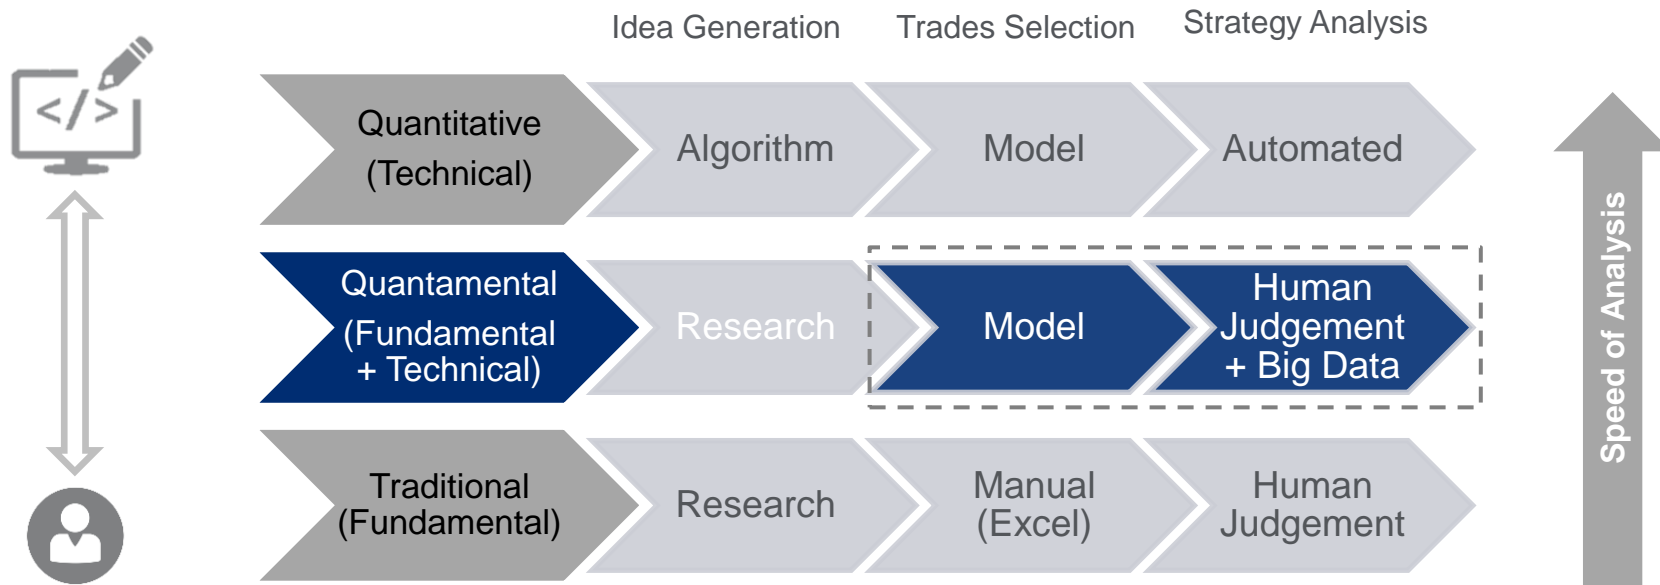 Idea Generation
Trades Selection
Strategy Analysis
</>
Quantitative
(Technical)
Algorithm
Model
Automated
Quantamental
(Fundamental
+ Technical)
Research
Model
Human
Judgement
+ Big Data
Traditional
(Fundamental)
Research
Manual
(Excel)
Human
Judgement
Speed of Analysis